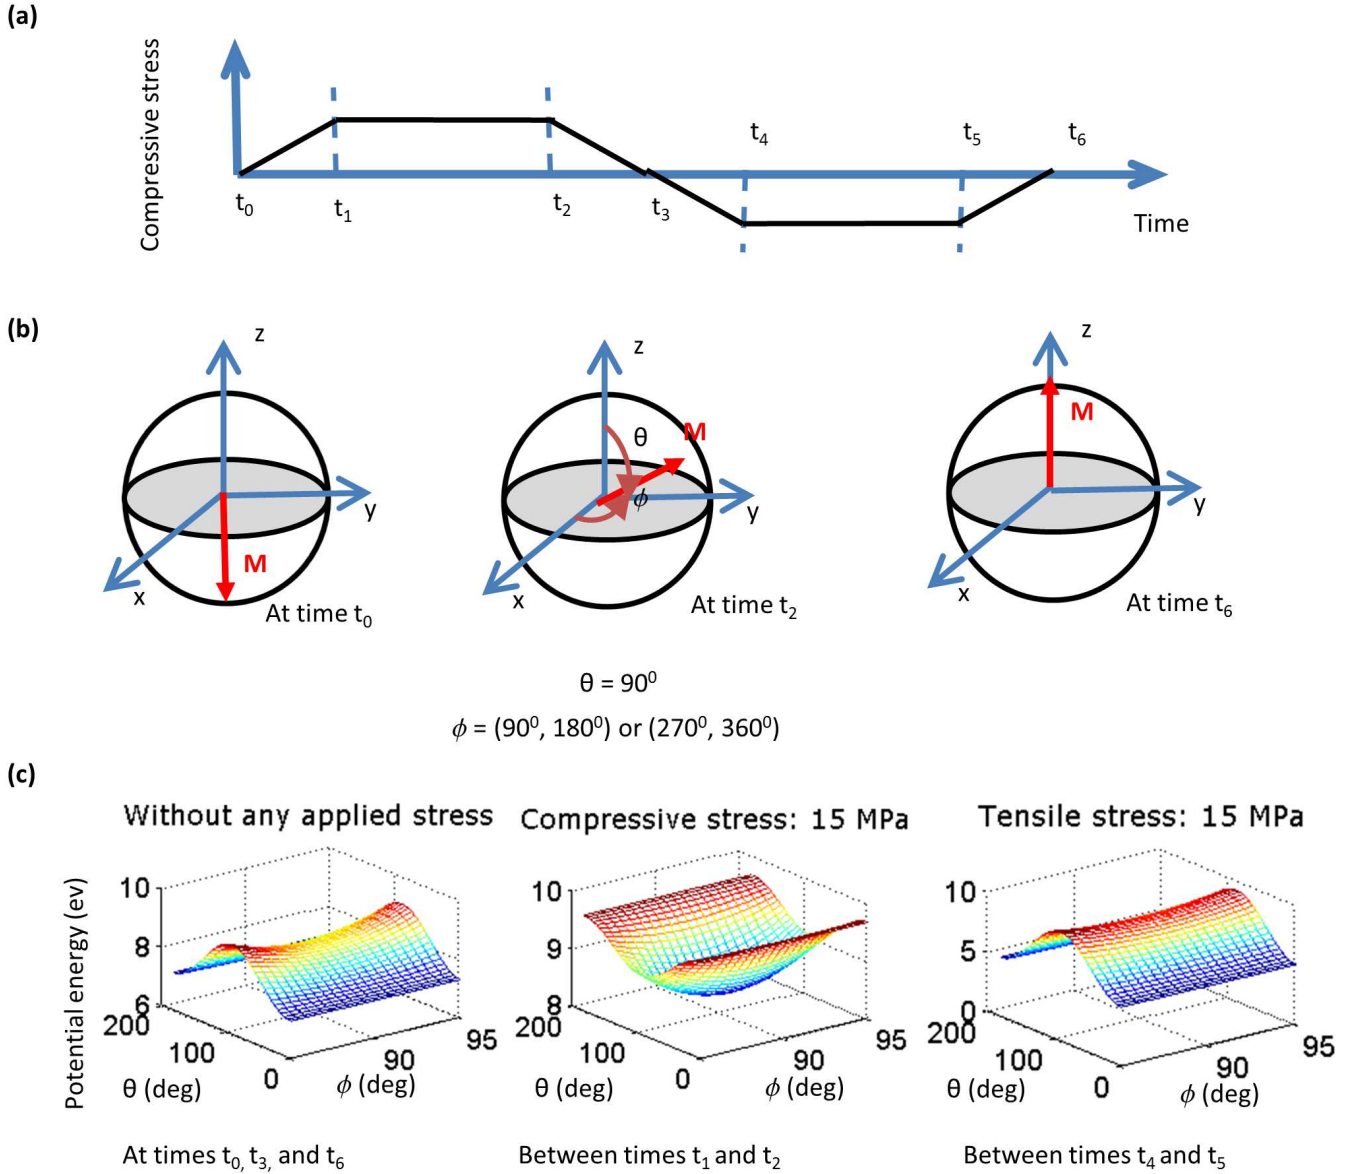 (a)
Compressive stress
t₀
t₁
t₂
t₃
t₄
t₅
t₆
Time
(b)
z
y
x
M
At time t₀
z
θ
M
ϕ
y
x
At time t₂
z
M
y
x
At time t₆
θ = 90⁰
ϕ = (90⁰, 180⁰) or (270⁰, 360⁰)
(c)
Without any applied stress
Potential energy (ev)
10
8
6
200
100
0
θ (deg)
90
95
ϕ (deg)
At times t₀, t₃, and t₆
Compressive stress: 15 MPa
10
9
8
200
100
0
θ (deg)
90
95
ϕ (deg)
Between times t₁ and t₂
Tensile stress: 15 MPa
10
5
0
200
100
0
θ (deg)
90
95
ϕ (deg)
Between times t₄ and t₅